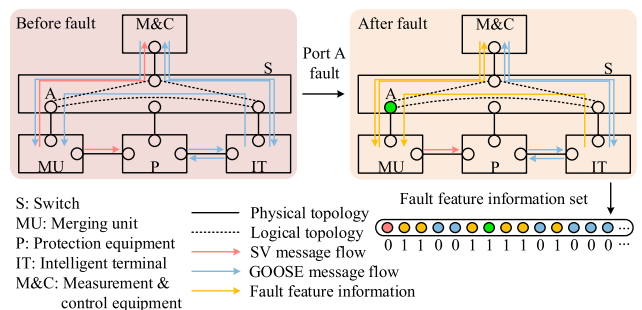 Before fault
M&C
S
A
MU
P
IT
Port A
fault
After fault
M&C
S
A
MU
P
IT
S: Switch
MU: Merging unit
P: Protection equipment
IT: Intelligent terminal
M&C: Measurement &
control equipment
Physical topology
Logical topology
SV message flow
GOOSE message flow
Fault feature information
Fault feature information set
...
0 1 1 0 0 1 1 1 1 0 1 0 0 0 ...